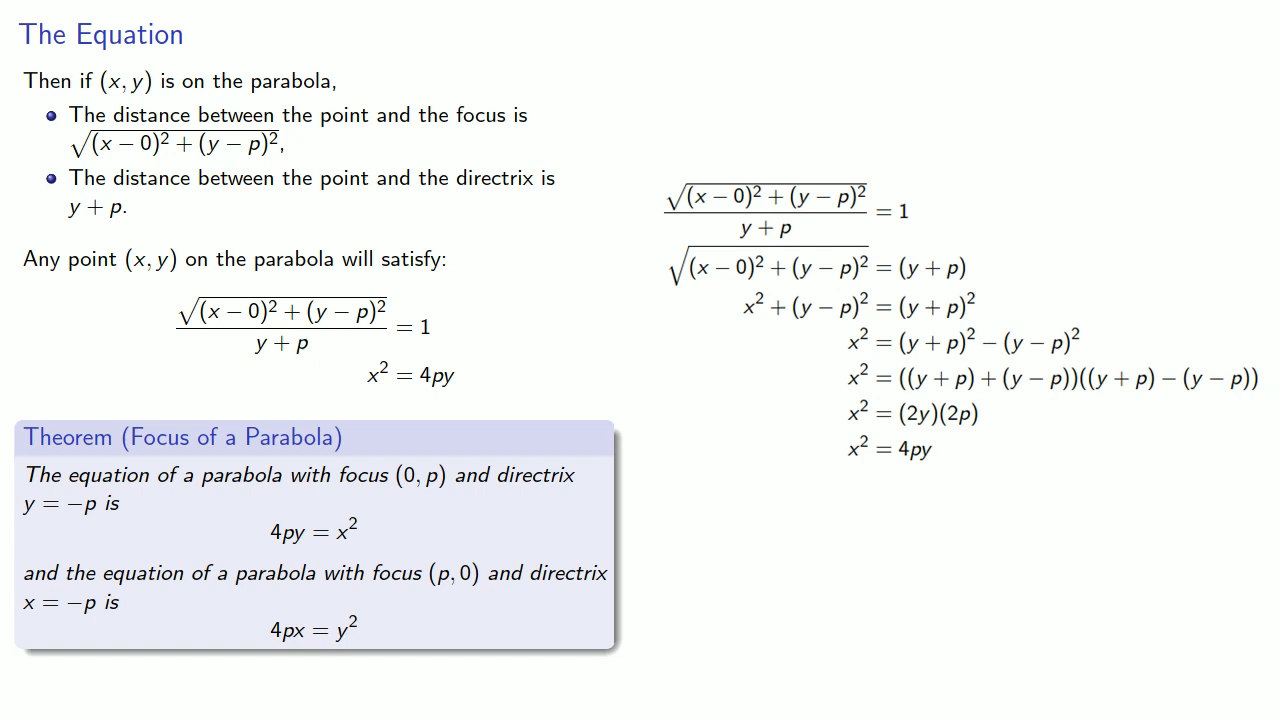 The Equation
Then if (x, y) is on the parabola,
• The distance between the point and the focus is
√((x − 0)² + (y − p)²),
• The distance between the point and the directrix is
y + p.
Any point (x, y) on the parabola will satisfy:
√((x − 0)² + (y − p)²) / (y + p) = 1
x² = 4py
Theorem (Focus of a Parabola)
The equation of a parabola with focus (0, p) and directrix
y = −p is
4py = x²
and the equation of a parabola with focus (p, 0) and directrix
x = −p is
4px = y²
√((x − 0)² + (y − p)²) / (y + p) = 1
√((x − 0)² + (y − p)²) = (y + p)
x² + (y − p)² = (y + p)²
x² = (y + p)² − (y − p)²
x² = ((y + p) + (y − p))((y + p) − (y − p))
x² = (2y)(2p)
x² = 4py